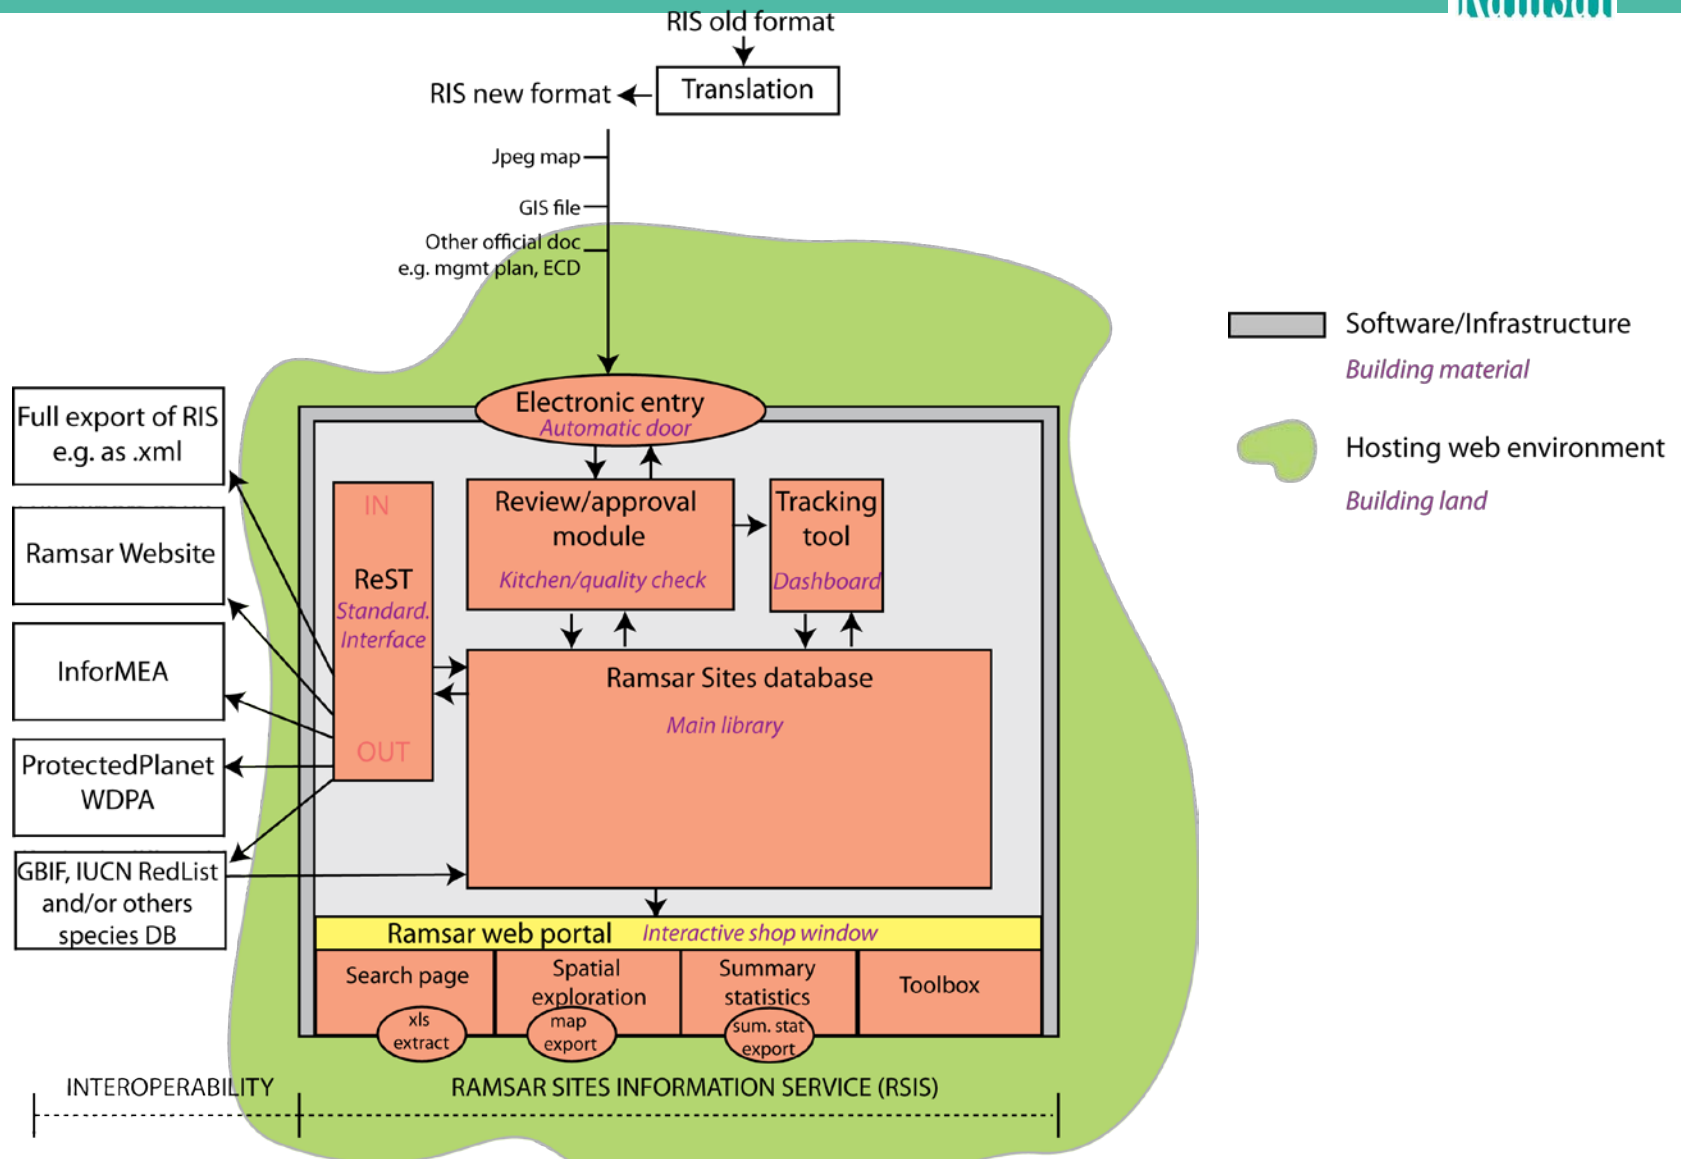 Ramsar
RIS old format
Translation
RIS new format
Jpeg map
GIS file
Other official doc
e.g. mgmt plan, ECD
Software/Infrastructure
Building material
Hosting web environment
Building land
Full export of RIS
e.g. as .xml
Ramsar Website
InforMEA
ProtectedPlanet
WDPA
GBIF, IUCN RedList
and/or others
species DB
Electronic entry
Automatic door
IN
ReST
Standard.
Interface
OUT
Review/approval
module
Kitchen/quality check
Tracking
tool
Dashboard
Ramsar Sites database
Main library
Ramsar web portal Interactive shop window
Search page
xls
extract
Spatial
exploration
map
export
Summary
statistics
sum. stat
export
Toolbox
INTEROPERABILITY
RAMSAR SITES INFORMATION SERVICE (RSIS)